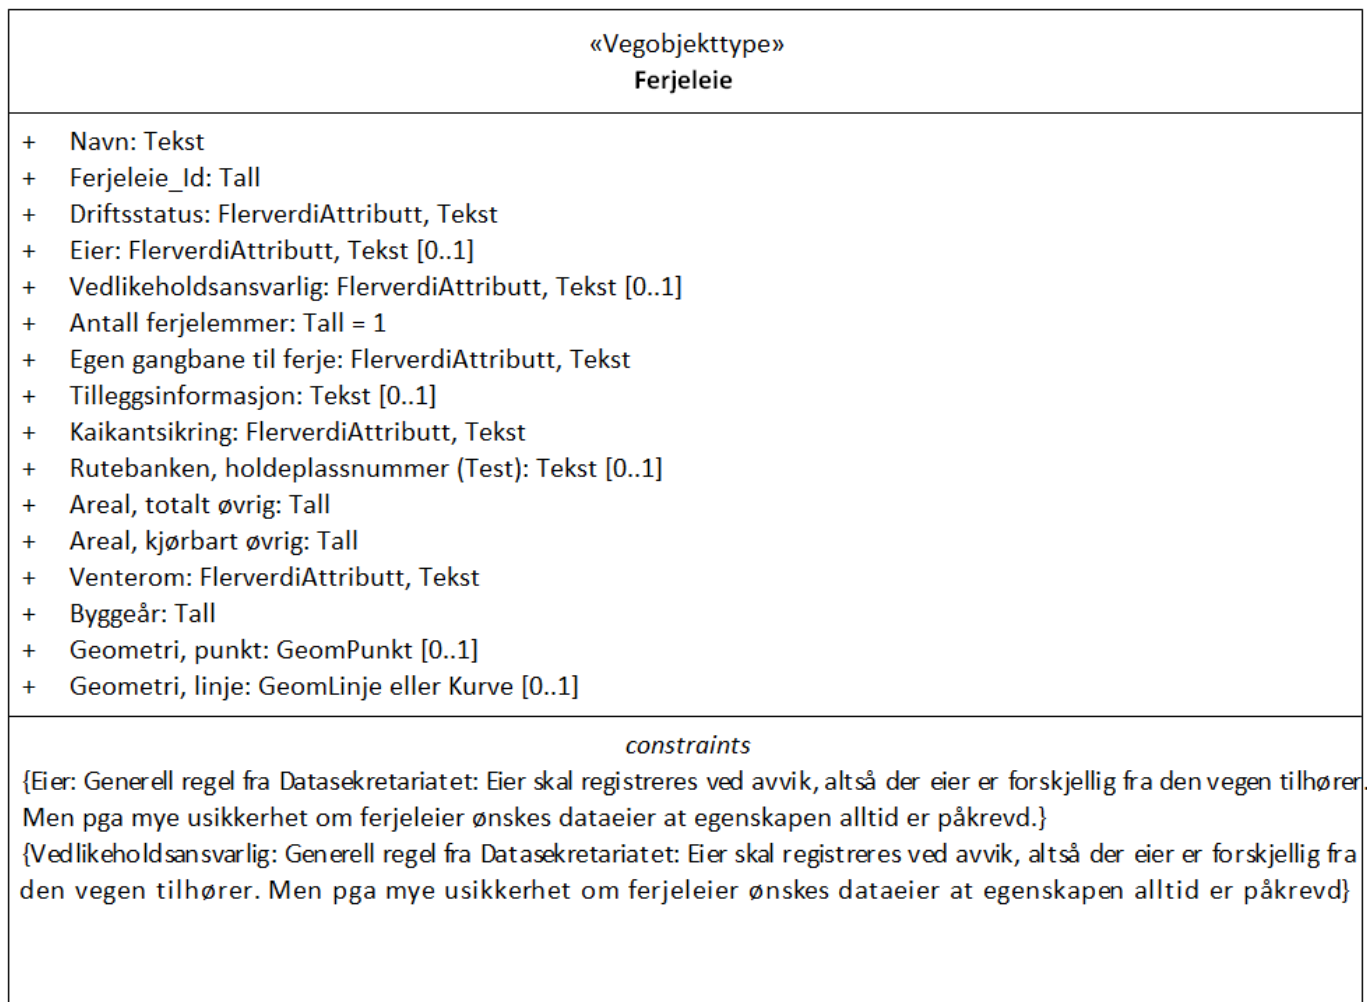 «Vegobjekttype»
Ferjeleie
+ Navn: Tekst
+ Ferjeleie_Id: Tall
+ Driftsstatus: FlerverdiAttributt, Tekst
+ Eier: FlerverdiAttributt, Tekst [0..1]
+ Vedlikeholdsansvarlig: FlerverdiAttributt, Tekst [0..1]
+ Antall ferjelemmer: Tall = 1
+ Egen gangbane til ferje: FlerverdiAttributt, Tekst
+ Tilleggsinformasjon: Tekst [0..1]
+ Kaikantsikring: FlerverdiAttributt, Tekst
+ Rutebanken, holdeplassnummer (Test): Tekst [0..1]
+ Areal, totalt øvrig: Tall
+ Areal, kjørbart øvrig: Tall
+ Venterom: FlerverdiAttributt, Tekst
+ Byggeår: Tall
+ Geometri, punkt: GeomPunkt [0..1]
+ Geometri, linje: GeomLinje eller Kurve [0..1]
constraints
{Eier: Generell regel fra Datasekretariatet: Eier skal registreres ved avvik, altså der eier er forskjellig fra den vegen tilhører.
Men pga mye usikkerhet om ferjeleier ønskes dataeier at egenskapen alltid er påkrevd.}
{Vedlikeholdsansvarlig: Generell regel fra Datasekretariatet: Eier skal registreres ved avvik, altså der eier er forskjellig fra
den vegen tilhører. Men pga mye usikkerhet om ferjeleier ønskes dataeier at egenskapen alltid er påkrevd}